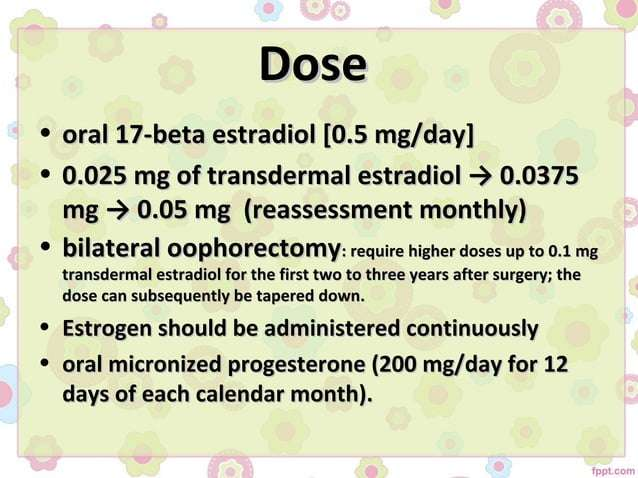 Dose
• oral 17-beta estradiol [0.5 mg/day]
• 0.025 mg of transdermal estradiol → 0.0375
mg → 0.05 mg (reassessment monthly)
• bilateral oophorectomy: require higher doses up to 0.1 mg
transdermal estradiol for the first two to three years after surgery; the
dose can subsequently be tapered down.
• Estrogen should be administered continuously
• oral micronized progesterone (200 mg/day for 12
days of each calendar month).
fppt.com